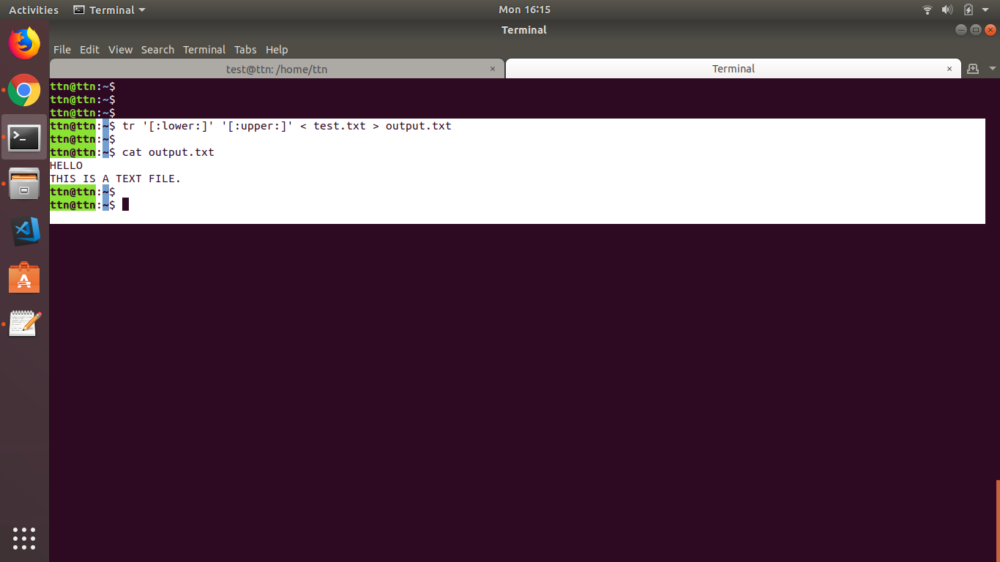 Activities Terminal Mon 16:15
Terminal
File Edit View Search Terminal Tabs Help
test@ttn: /home/ttn × Terminal ×
ttn@ttn:~$
ttn@ttn:~$
ttn@ttn:~$
ttn@ttn:~$ tr '[:lower:]' '[:upper:]' < test.txt > output.txt
ttn@ttn:~$
ttn@ttn:~$ cat output.txt
HELLO
THIS IS A TEXT FILE.
ttn@ttn:~$
ttn@ttn:~$